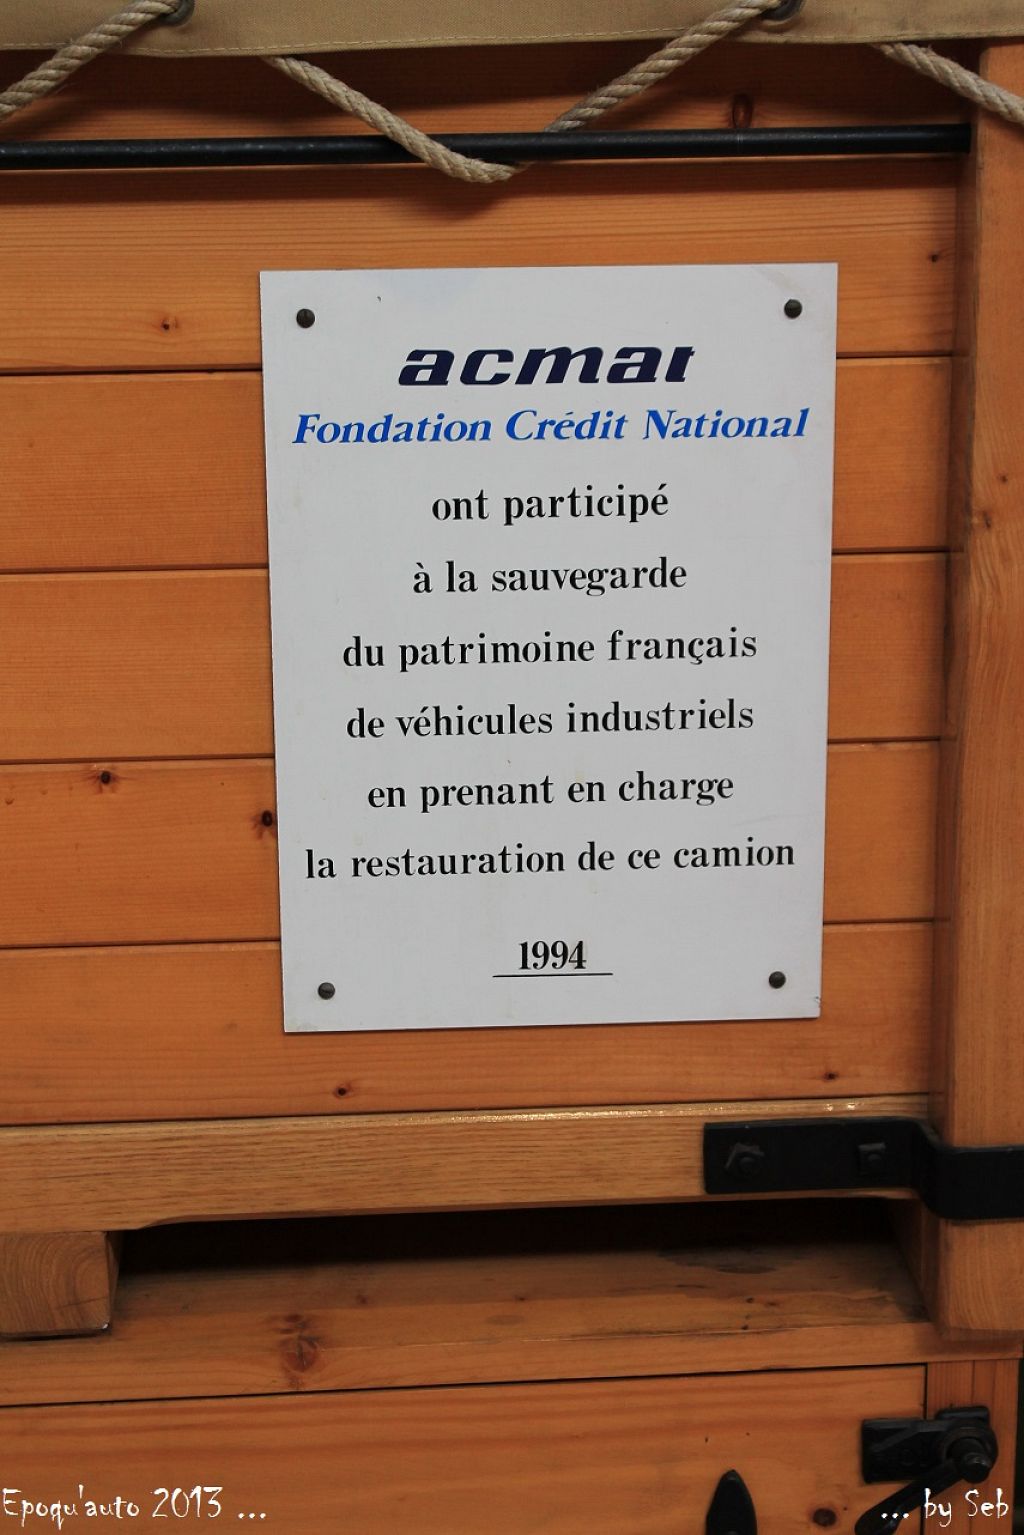 acmat
Fondation Crédit National
ont participé
à la sauvegarde
du patrimoine français
de véhicules industriels
en prenant en charge
la restauration de ce camion
1994
Epoqu'auto 2013 ...
... by Seb